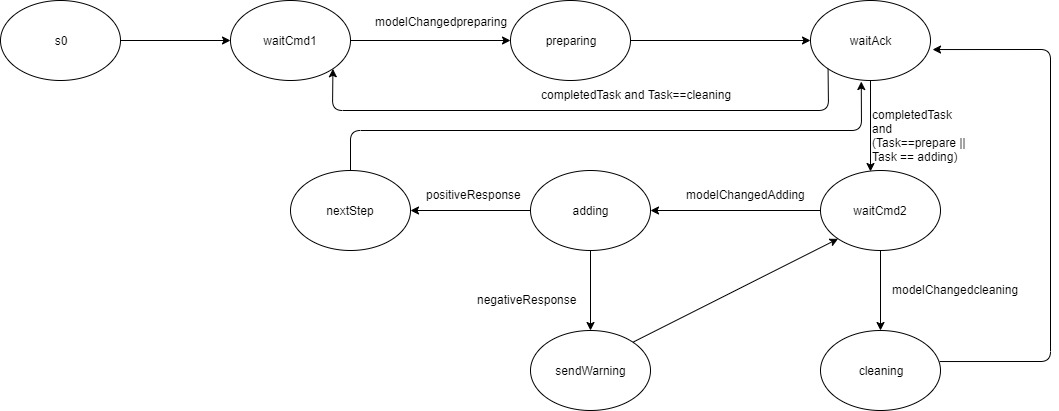 modelChangedpreparing
s0
waitCmd1
preparing
waitAck
completedTask and Task==cleaning
completedTask
and
(Task==prepare ||
Task == adding)
positiveResponse
modelChangedAdding
nextStep
adding
waitCmd2
negativeResponse
modelChangedcleaning
sendWarning
cleaning